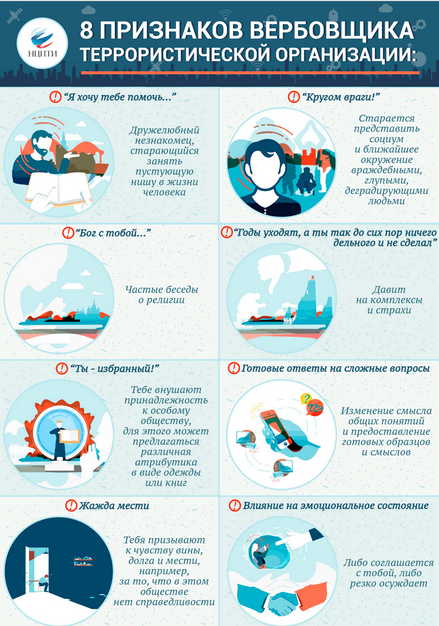 НЦПТИ
8 ПРИЗНАКОВ ВЕРБОВЩИКА
ТЕРРОРИСТИЧЕСКОЙ ОРГАНИЗАЦИИ:
! "Я хочу тебе помочь..."
Дружелюбный
незнакомец,
старающийся
занять
пустующую
нишу в жизни
человека
! "Кругом враги!"
Старается
представить
социум
и ближайшее
окружение
враждебными,
глупыми,
деградирующими
людьми
! "Бог с тобой..."
Частые беседы
о религии
! "Годы уходят, а ты так до сих пор ничего
дельного и не сделал"
Давит
на комплексы
и страхи
! "Ты - избранный!"
Тебе внушают
принадлежность
к особому
обществу,
для этого может
предлагаться
различная
атрибутика
в виде одежды
или книг
! Готовые ответы на сложные вопросы
Изменение смысла
общих понятий
и предоставление
готовых образцов
и смыслов
! Жажда мести
Тебя призывают
к чувству вины,
долга и мести,
например,
за то, что в этом
обществе
нет справедливости
! Влияние на эмоциональное состояние
Либо соглашается
с тобой, либо
резко осуждает